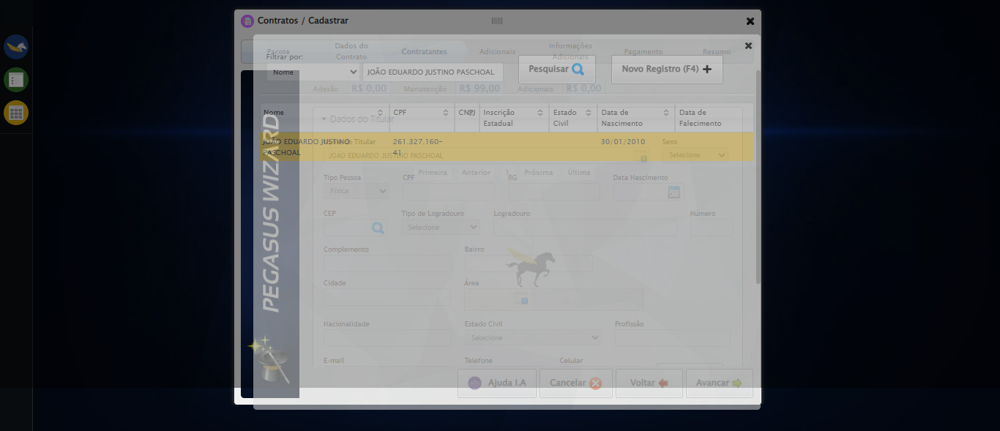 Contratos / Cadastrar
Pacote
Dados do
Contrato
Contratantes
Adicionais
Informações
Adicionais
Pagamento
Resumo
Filtrar por:
Nome
JOÃO EDUARDO JUSTINO PASCHOAL
Pesquisar
Novo Registro (F4)
Adesão R$ 0,00 Manutenção R$ 99,00 Adicionais R$ 0,00
Dados do Titular
Nome
CPF
CNPJ
Inscrição
Estadual
Estado
Civil
Data de
Nascimento
Data de
Falecimento
JOÃO EDUARDO JUSTINO
PASCHOAL
261.327.160-
41
30/01/2010
Titular
Sexo
JOÃO EDUARDO JUSTINO PASCHOAL
Selecione
Primeira Anterior 1 Próxima Última
Tipo Pessoa
CPF
RG
Data Nascimento
Física
CEP
Tipo de Logradouro
Logradouro
Número
Selecione
Complemento
Bairro
Cidade
Área
Nacionalidade
Estado Civil
Profissão
Selecione
E-mail
Telefone
Celular
PEGASUS WIZARD
Ajuda I.A
Cancelar
Voltar
Avancar